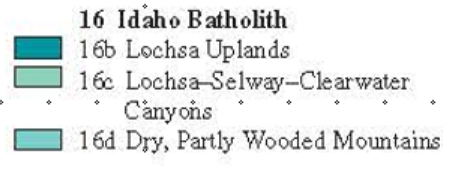 16 Idaho Batholith
16b Lochsa Uplands
16c Lochsa–Selway–Clearwater
Canyons
16d Dry, Partly Wooded Mountains